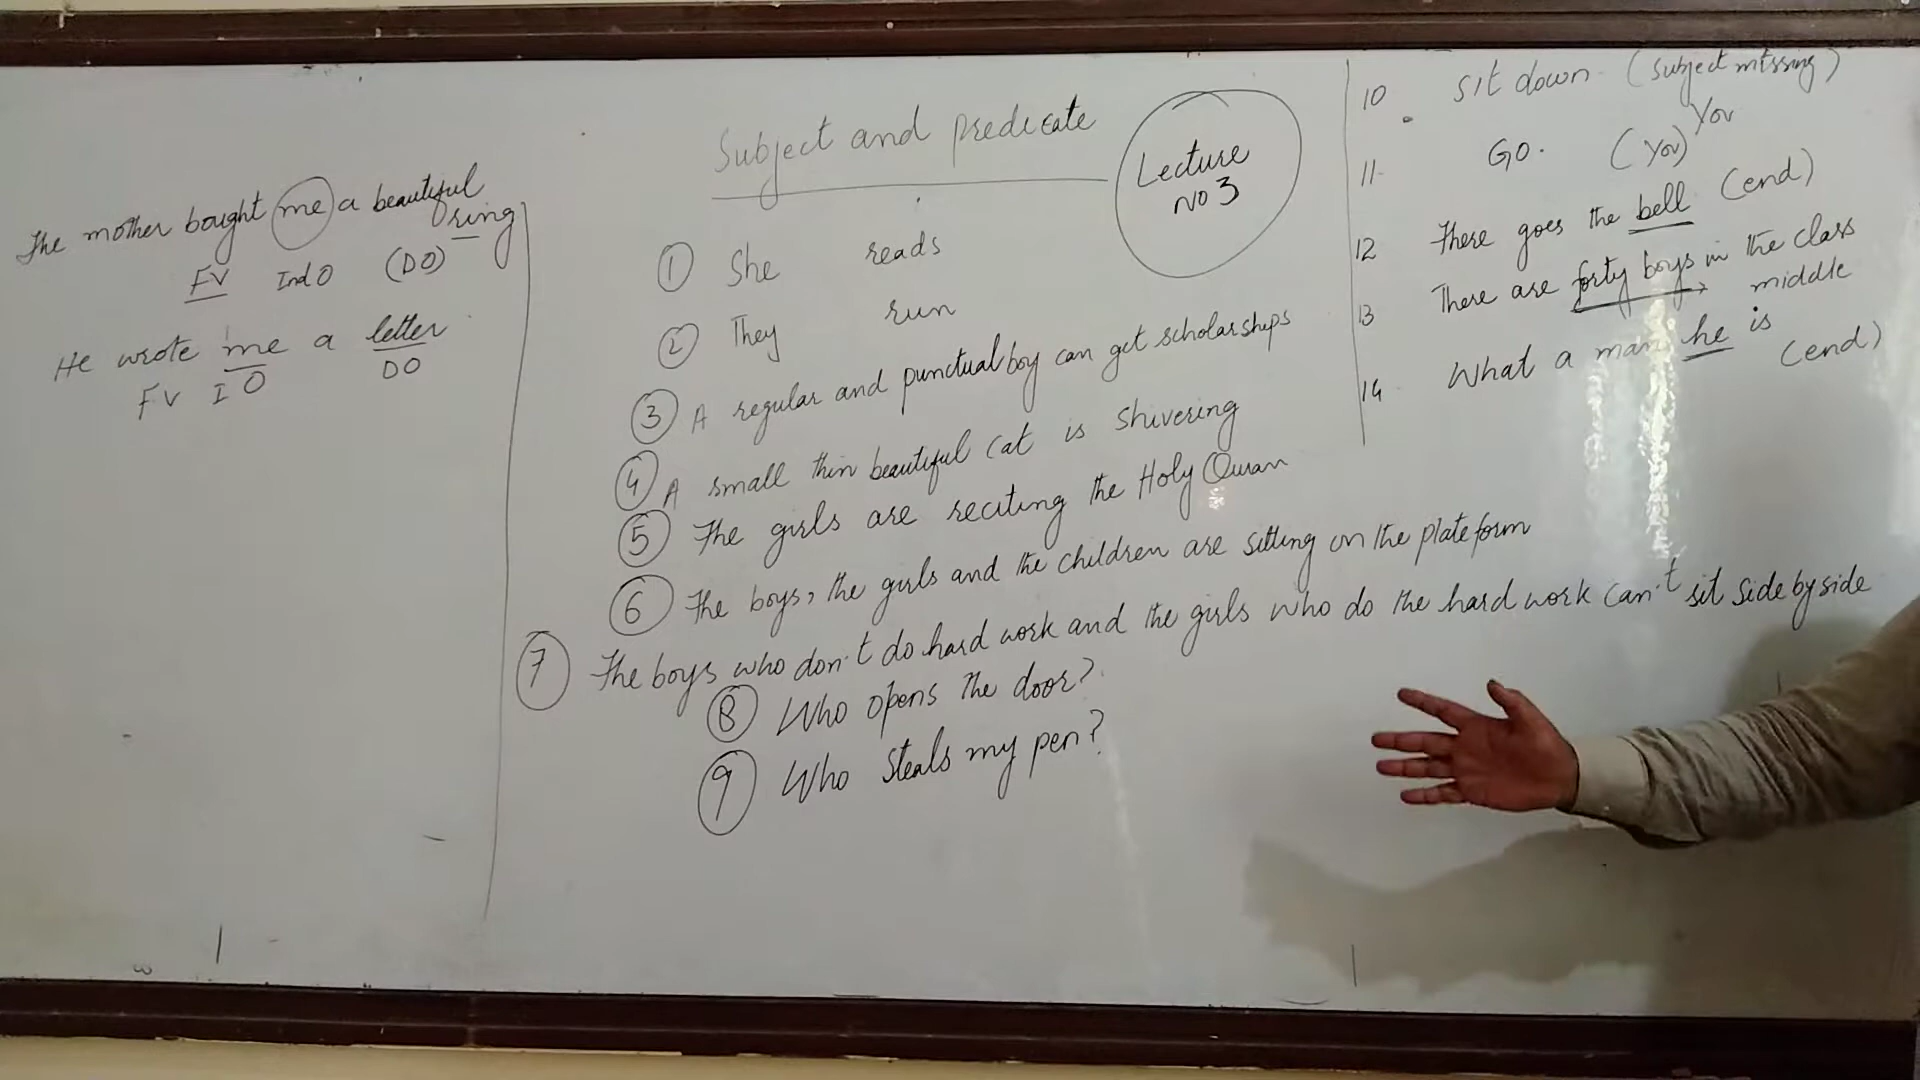 The mother bought me a beautiful
ring
FV Ind O (DO)
He wrote me a letter
FV I O DO
Subject and predicate
Lecture
No 3
1 She reads
2 They run
3 A regular and punctual boy can get scholarships
4 A small thin beautiful cat is shivering
5 The girls are reciting the Holy Quran
6 The boys, the girls and the children are sitting on the plateform
7 The boys who don't do hard work and the girls who do the hard work can't sit side by side
8 Who opens the door?
9 Who steals my pen?
10 Sit down. (Subject missing)
You
11 Go. (You)
12 There goes the bell (end)
13 There are forty boys in the class
middle
14 What a man he is
(end)